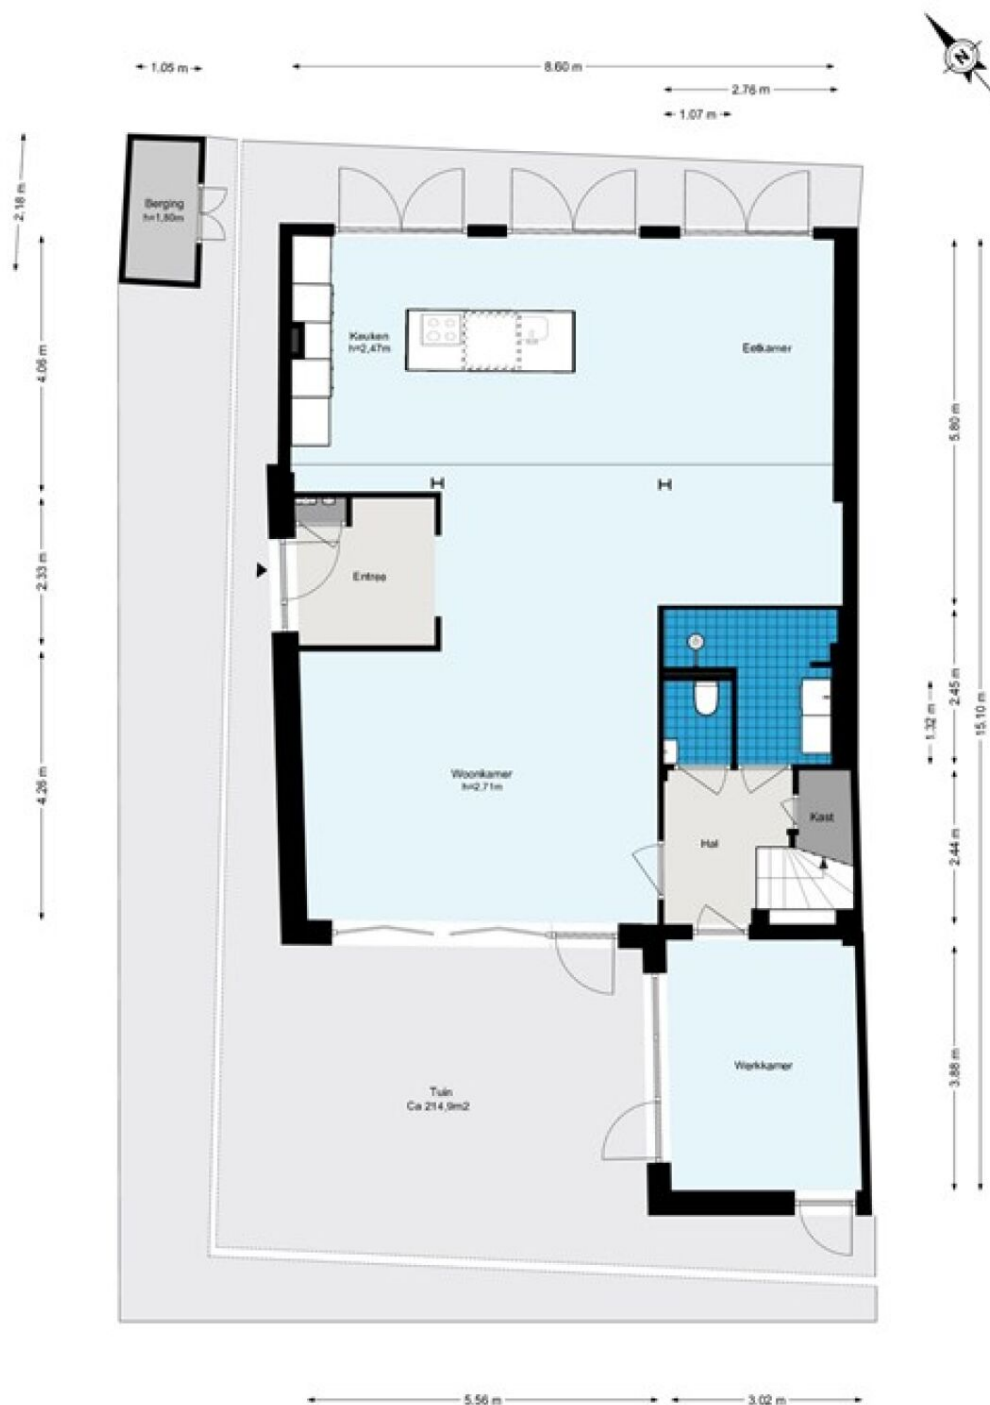 N
1,05 m
8.60 m
2.76 m
1.07 m
2,18 m
Berging
h=1,80m
4.06 m
Keuken
h=2,47m
Eetkamer
5.80 m
2.33 m
Entree
4.26 m
Woonkamer
h=2,71m
1.32 m
2.45 m
15.10 m
Kast
Hal
2.44 m
Werkkamer
3.88 m
Tuin
Ca 214,9m2
5.56 m
3.02 m